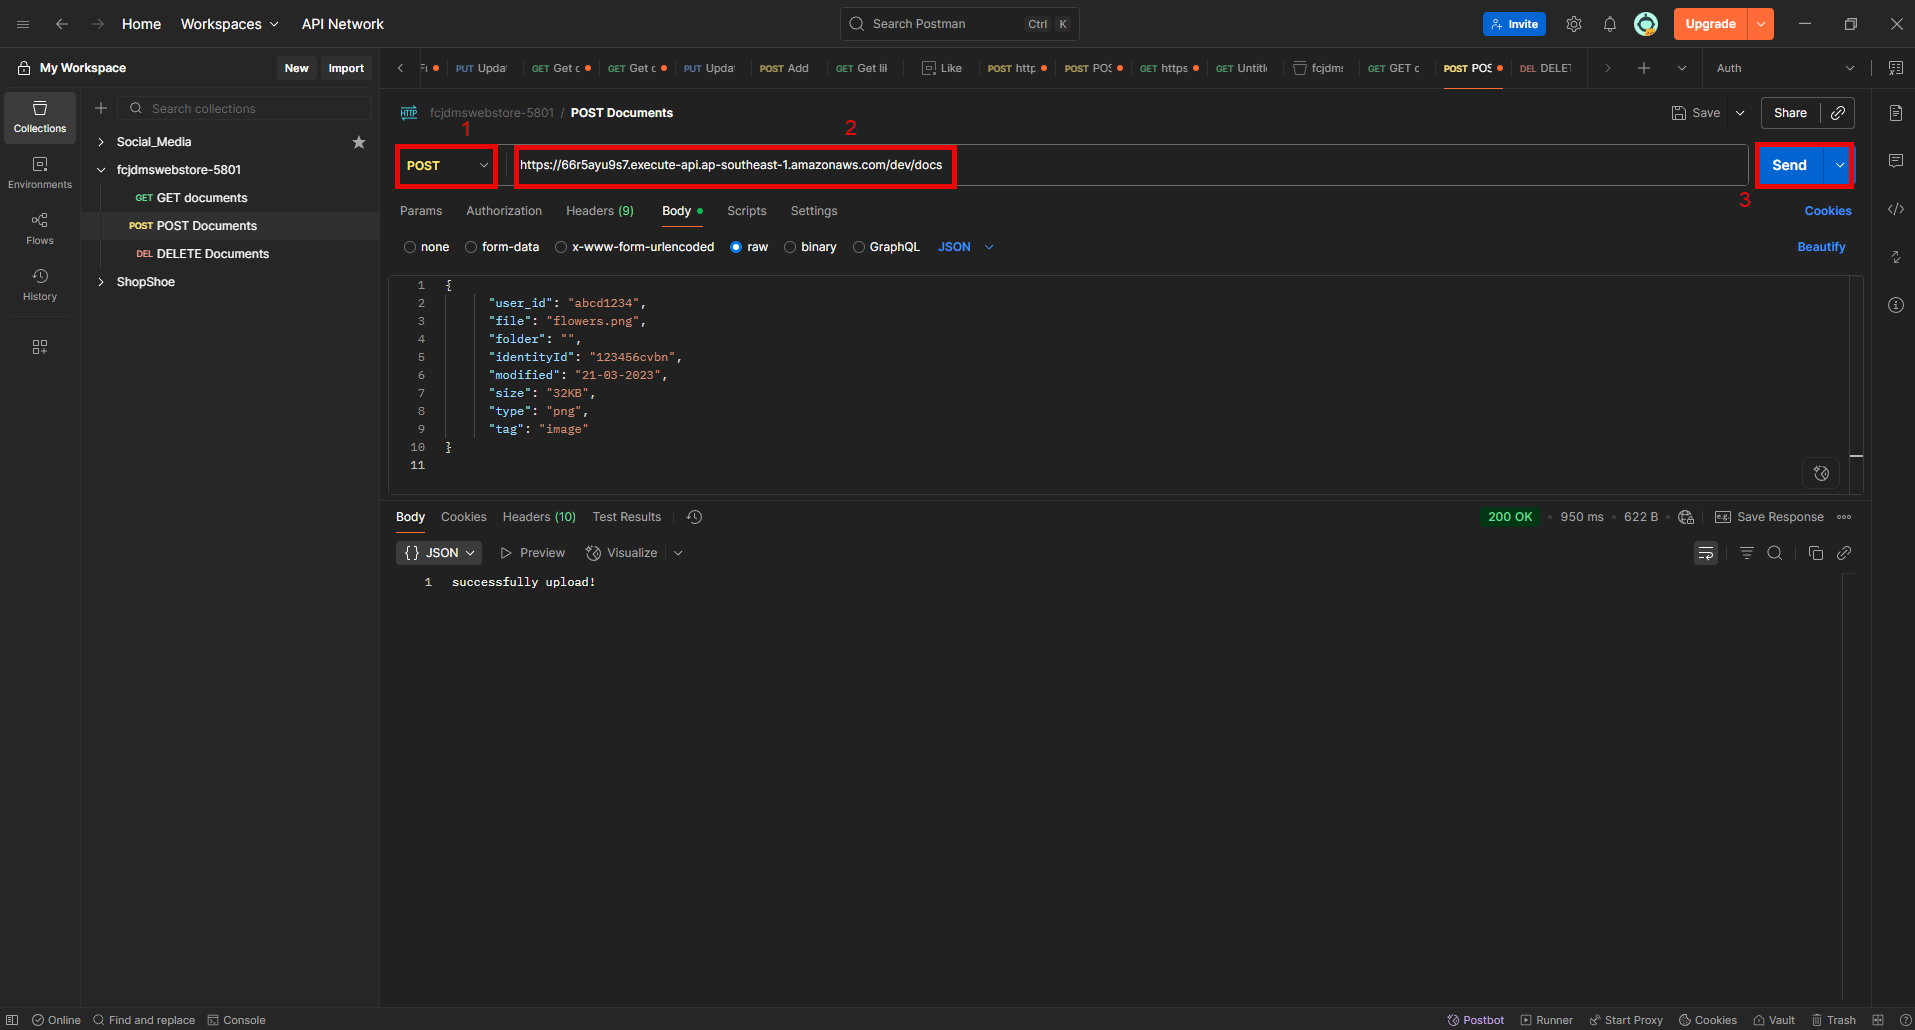 Home Workspaces API Network Search Postman Ctrl K Invite Upgrade
My Workspace New Import PUT Updat GET Get c GET Get c PUT Updat POST Add GET Get lik Like POST http POST POS GET https GET Untitle fcjdms GET GET c POST POS DEL DELET Auth
Collections
Environments
Flows
History
Search collections
Social_Media
fcjdmswebstore-5801
GET GET documents
POST POST Documents
DEL DELETE Documents
ShopShoe
HTTP fcjdmswebstore-5801 / POST Documents Save Share
1 2
POST https://66r5ayu9s7.execute-api.ap-southeast-1.amazonaws.com/dev/docs Send
3
Params Authorization Headers (9) Body Scripts Settings Cookies
none form-data x-www-form-urlencoded raw binary GraphQL JSON Beautify
1 {
2 "user_id": "abcd1234",
3 "file": "flowers.png",
4 "folder": "",
5 "identityId": "123456cvbn",
6 "modified": "21-03-2023",
7 "size": "32KB",
8 "type": "png",
9 "tag": "image"
10 }
11
Body Cookies Headers (10) Test Results 200 OK 950 ms 622 B e.g. Save Response
{} JSON Preview Visualize
1 successfully upload!
Online Find and replace Console Postbot Runner Start Proxy Cookies Vault Trash